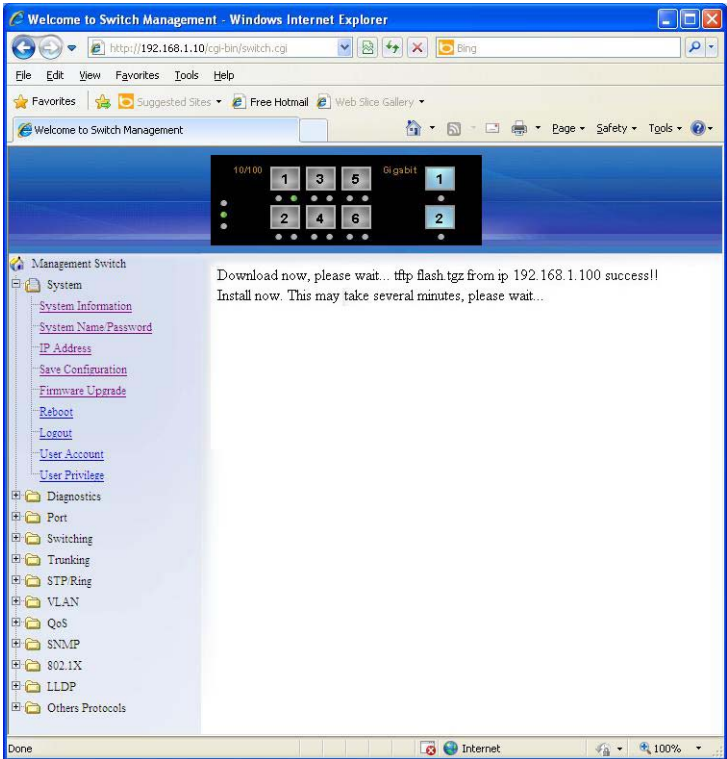 Welcome to Switch Management - Windows Internet Explorer
http://192.168.1.10/cgi-bin/switch.cgi
Bing
File Edit View Favorites Tools Help
Favorites Suggested Sites Free Hotmail Web Slice Gallery
Welcome to Switch Management Page Safety Tools
10/100 1 3 5 Gigabit 1
2 4 6 2
Management Switch
System
System Information
System Name/Password
IP Address
Save Configuration
Firmware Upgrade
Reboot
Logout
User Account
User Privilege
Diagnostics
Port
Switching
Trunking
STP/Ring
VLAN
QoS
SNMP
802.1X
LLDP
Others Protocols
Download now, please wait... tftp flash.tgz from ip 192.168.1.100 success!!
Install now. This may take several minutes, please wait...
Done Internet 100%